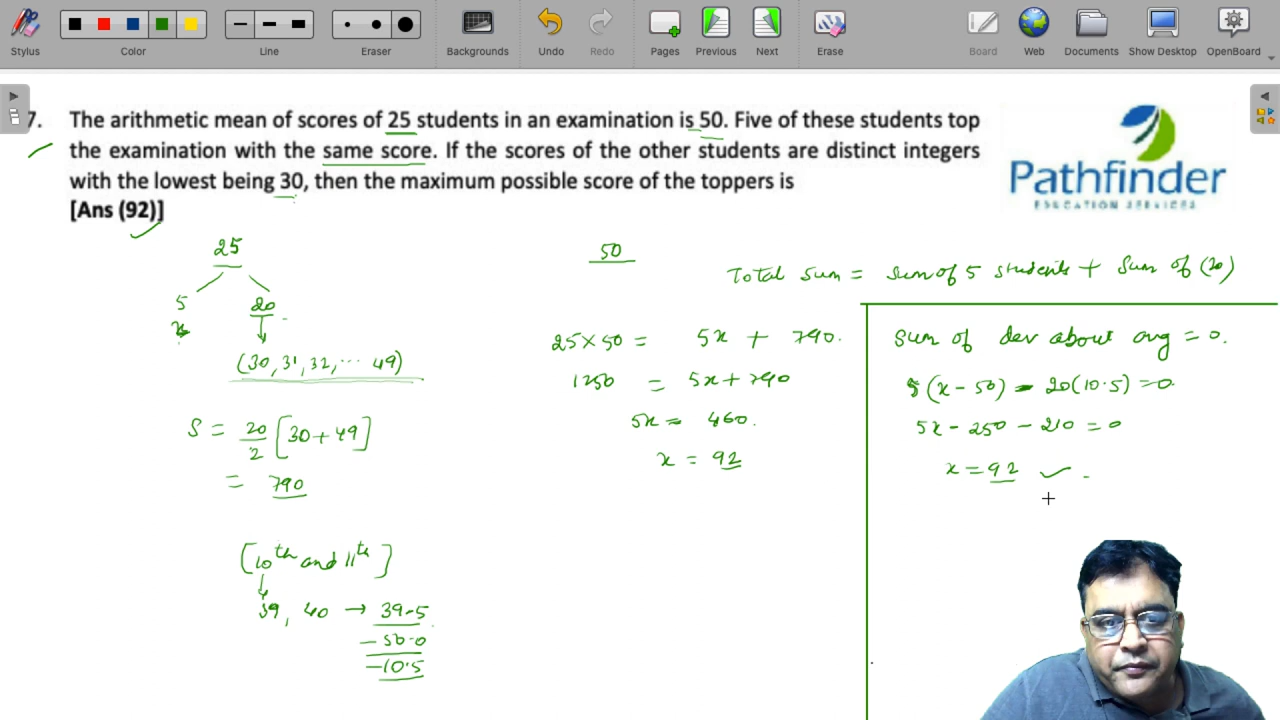 Stylus
Color
Line
Eraser
Backgrounds
Undo
Redo
Pages
Previous
Next
Erase
Board
Web
Documents
Show Desktop
OpenBoard
7. The arithmetic mean of scores of 25 students in an examination is 50. Five of these students top
the examination with the same score. If the scores of the other students are distinct integers
with the lowest being 30, then the maximum possible score of the toppers is
[Ans (92)]
Pathfinder
EDUCATION SERVICES
25
5 20
x
(30, 31, 32, ... 49)
S = 20/2 [30+49]
= 790
[10th and 11th]
39, 40 → 39.5
-50.0
-10.5
50
Total sum = sum of 5 students + sum of (20)
25×50 = 5x + 790.
1250 = 5x+790
5x = 460.
x = 92
Sum of dev about avg = 0.
5(x-50) - 20(10.5) = 0.
5x - 250 - 210 = 0
x = 92